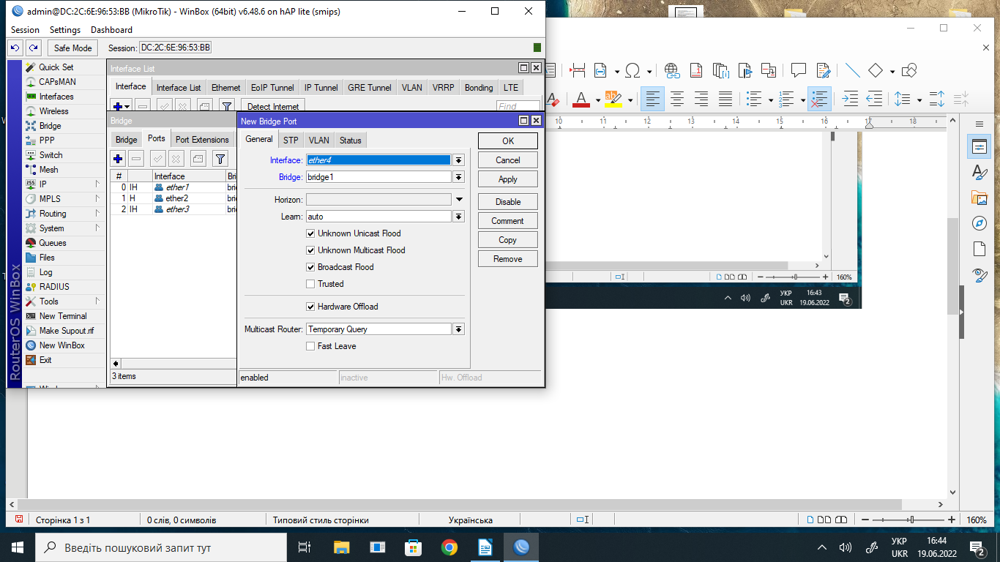 admin@DC:2C:6E:96:53:BB (MikroTik) - WinBox (64bit) v6.48.6 on hAP lite (smips)
Session Settings Dashboard
Safe Mode Session: DC:2C:6E:96:53:BB
Quick Set
CAPsMAN
Interfaces
Wireless
Bridge
PPP
Switch
Mesh
IP
MPLS
Routing
System
Queues
Files
Log
RADIUS
Tools
New Terminal
Make Supout.rif
New WinBox
Exit
RouterOS WinBox
Interface List
Interface Interface List Ethernet EoIP Tunnel IP Tunnel GRE Tunnel VLAN VRRP Bonding LTE
Detect Internet Find
Bridge
Bridge Ports Port Extensions
# Interface
0 IH ether1
1 H ether2
2 IH ether3
3 items
New Bridge Port
General STP VLAN Status
Interface: ether4
Bridge: bridge1
Horizon:
Learn: auto
Unknown Unicast Flood
Unknown Multicast Flood
Broadcast Flood
Trusted
Hardware Offload
Multicast Router: Temporary Query
Fast Leave
enabled inactive Hw. Offload
OK
Cancel
Apply
Disable
Comment
Copy
Remove
10 11 12 13 14 15 16 17 18
160%
УКР 16:43
UKR 19.06.2022
2
Сторінка 1 з 1 0 слів, 0 символів Типовий стиль сторінки Українська 160%
Введіть пошуковий запит тут
УКР 16:44
UKR 19.06.2022
2